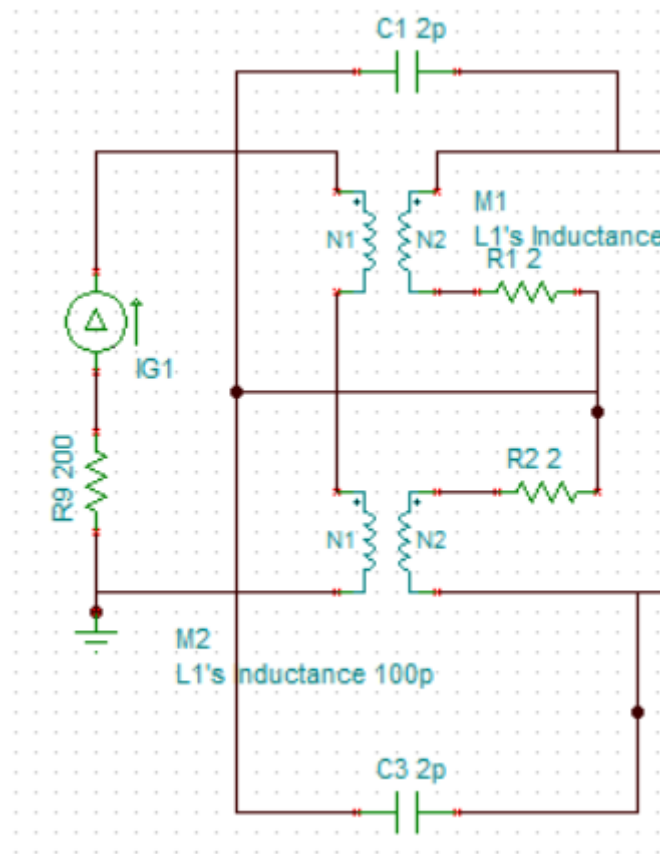 C1 2p
M1
L1's Inductance
N1
N2
R1 2
IG1
R9 200
R2 2
N1
N2
M2
L1's Inductance 100p
C3 2p